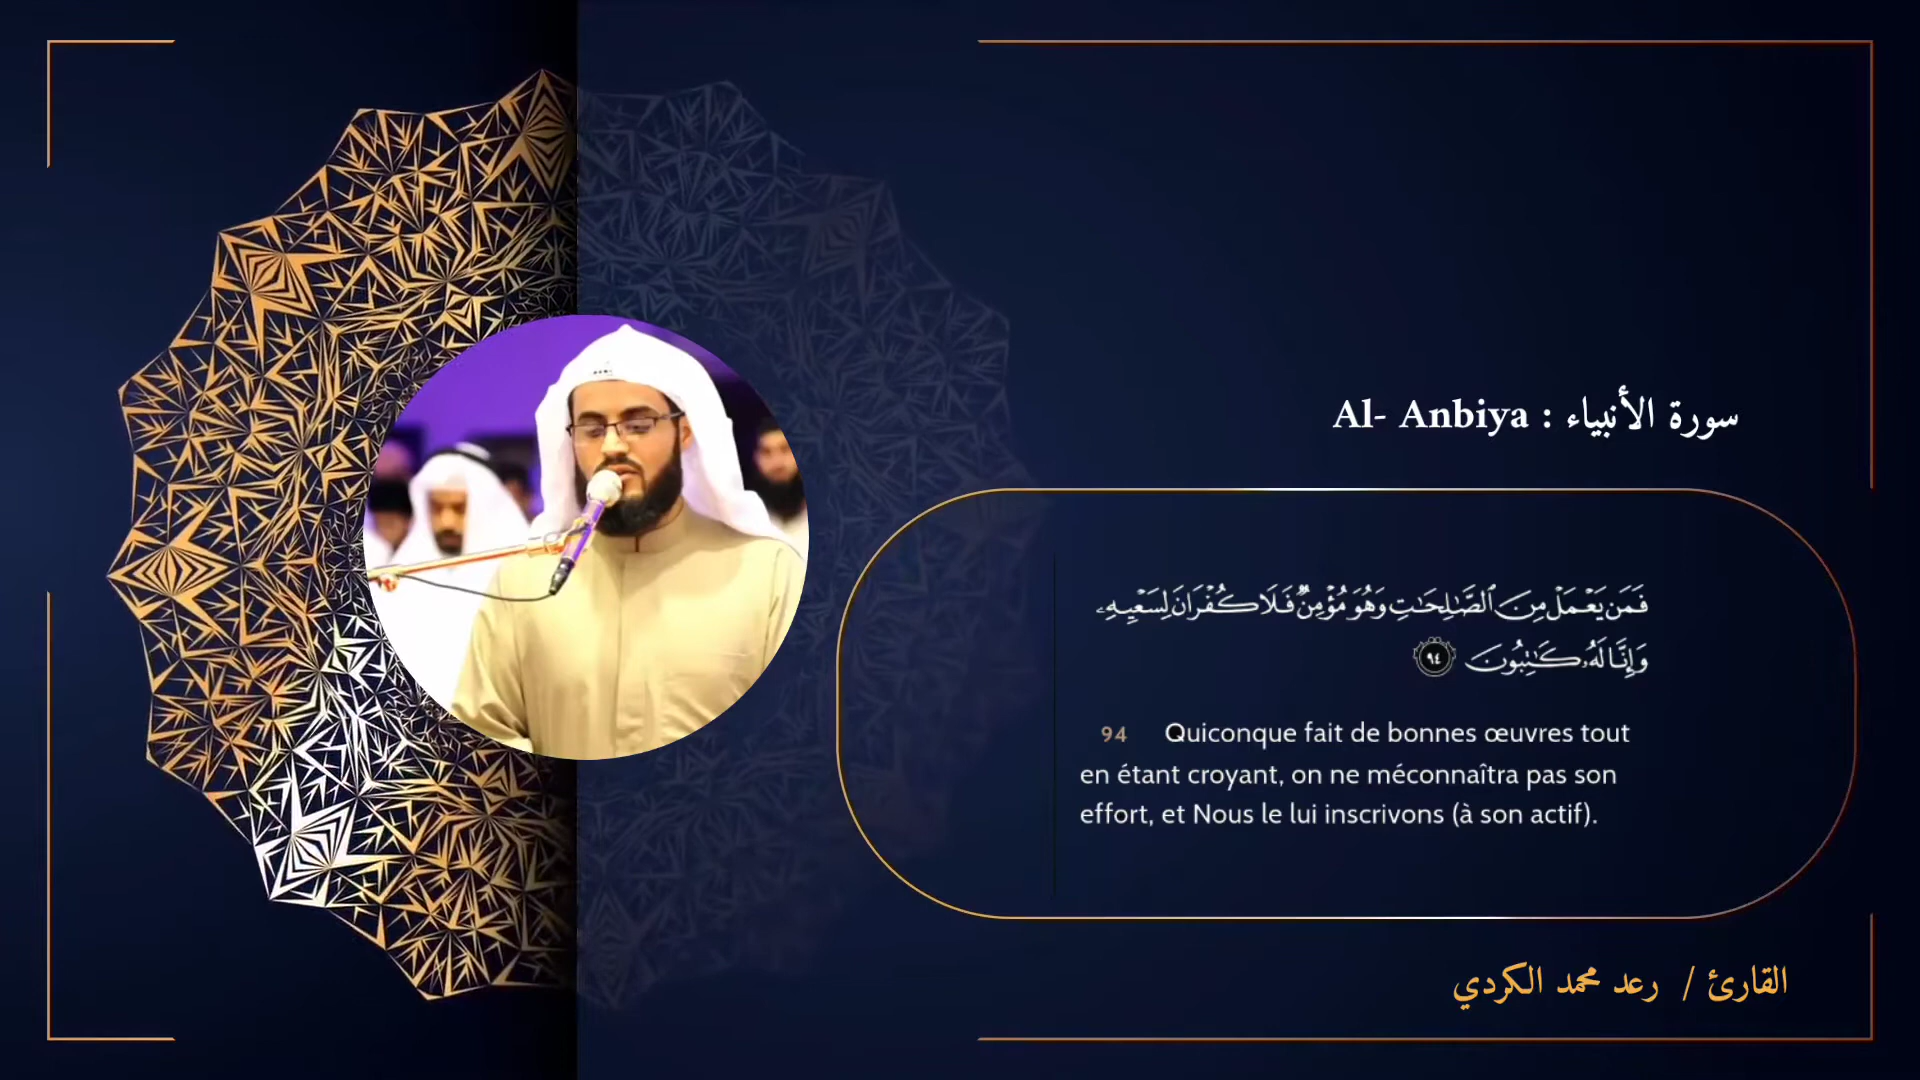 سورة الأنبياء : Al- Anbiya
فَمَن يَعْمَلْ مِنَ ٱلصَّـٰلِحَـٰتِ وَهُوَ مُؤْمِنٌ فَلَا كُفْرَانَ لِسَعْيِهِۦ
وَإِنَّا لَهُۥ كَـٰتِبُونَ ٩٤
94 Quiconque fait de bonnes œuvres tout
en étant croyant, on ne méconnaîtra pas son
effort, et Nous le lui inscrivons (à son actif).
القارئ / رعد محمد الكردي